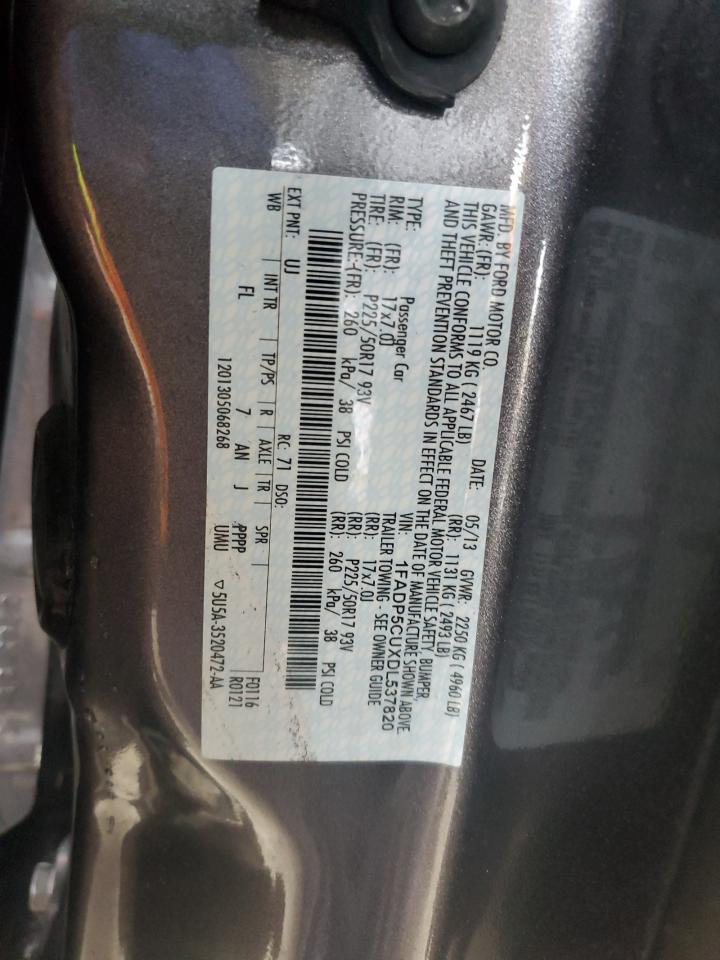 MFD. BY FORD MOTOR CO.
DATE: 05/13 GVWR: 2250 KG ( 4960 LB)
GAWR: (FR): 1119 KG ( 2467 LB) (RR): 1131 KG ( 2493 LB)
THIS VEHICLE CONFORMS TO ALL APPLICABLE FEDERAL MOTOR VEHICLE SAFETY, BUMPER,
AND THEFT PREVENTION STANDARDS IN EFFECT ON THE DATE OF MANUFACTURE SHOWN ABOVE.
VIN: 1FADP5CUXDL537820
TYPE: Passenger Car TRAILER TOWING - SEE OWNER GUIDE
RIM: (FR): 17x7.0J (RR): 17x7.0J
TIRE: (FR): P225/50R17 93V (RR): P225/50R17 93V
PRESSURE:(FR): 260 kPa/ 38 PSI COLD (RR): 260 kPa/ 38 PSI COLD
EXT PNT: UJ RC: 71 DSO:
WB | INT TR | TP/PS | R | AXLE | TR | SPR | F0116
FL 7 AN J PPPP R0121
1201305068268 UMU ▽5U5A-3520472-AA